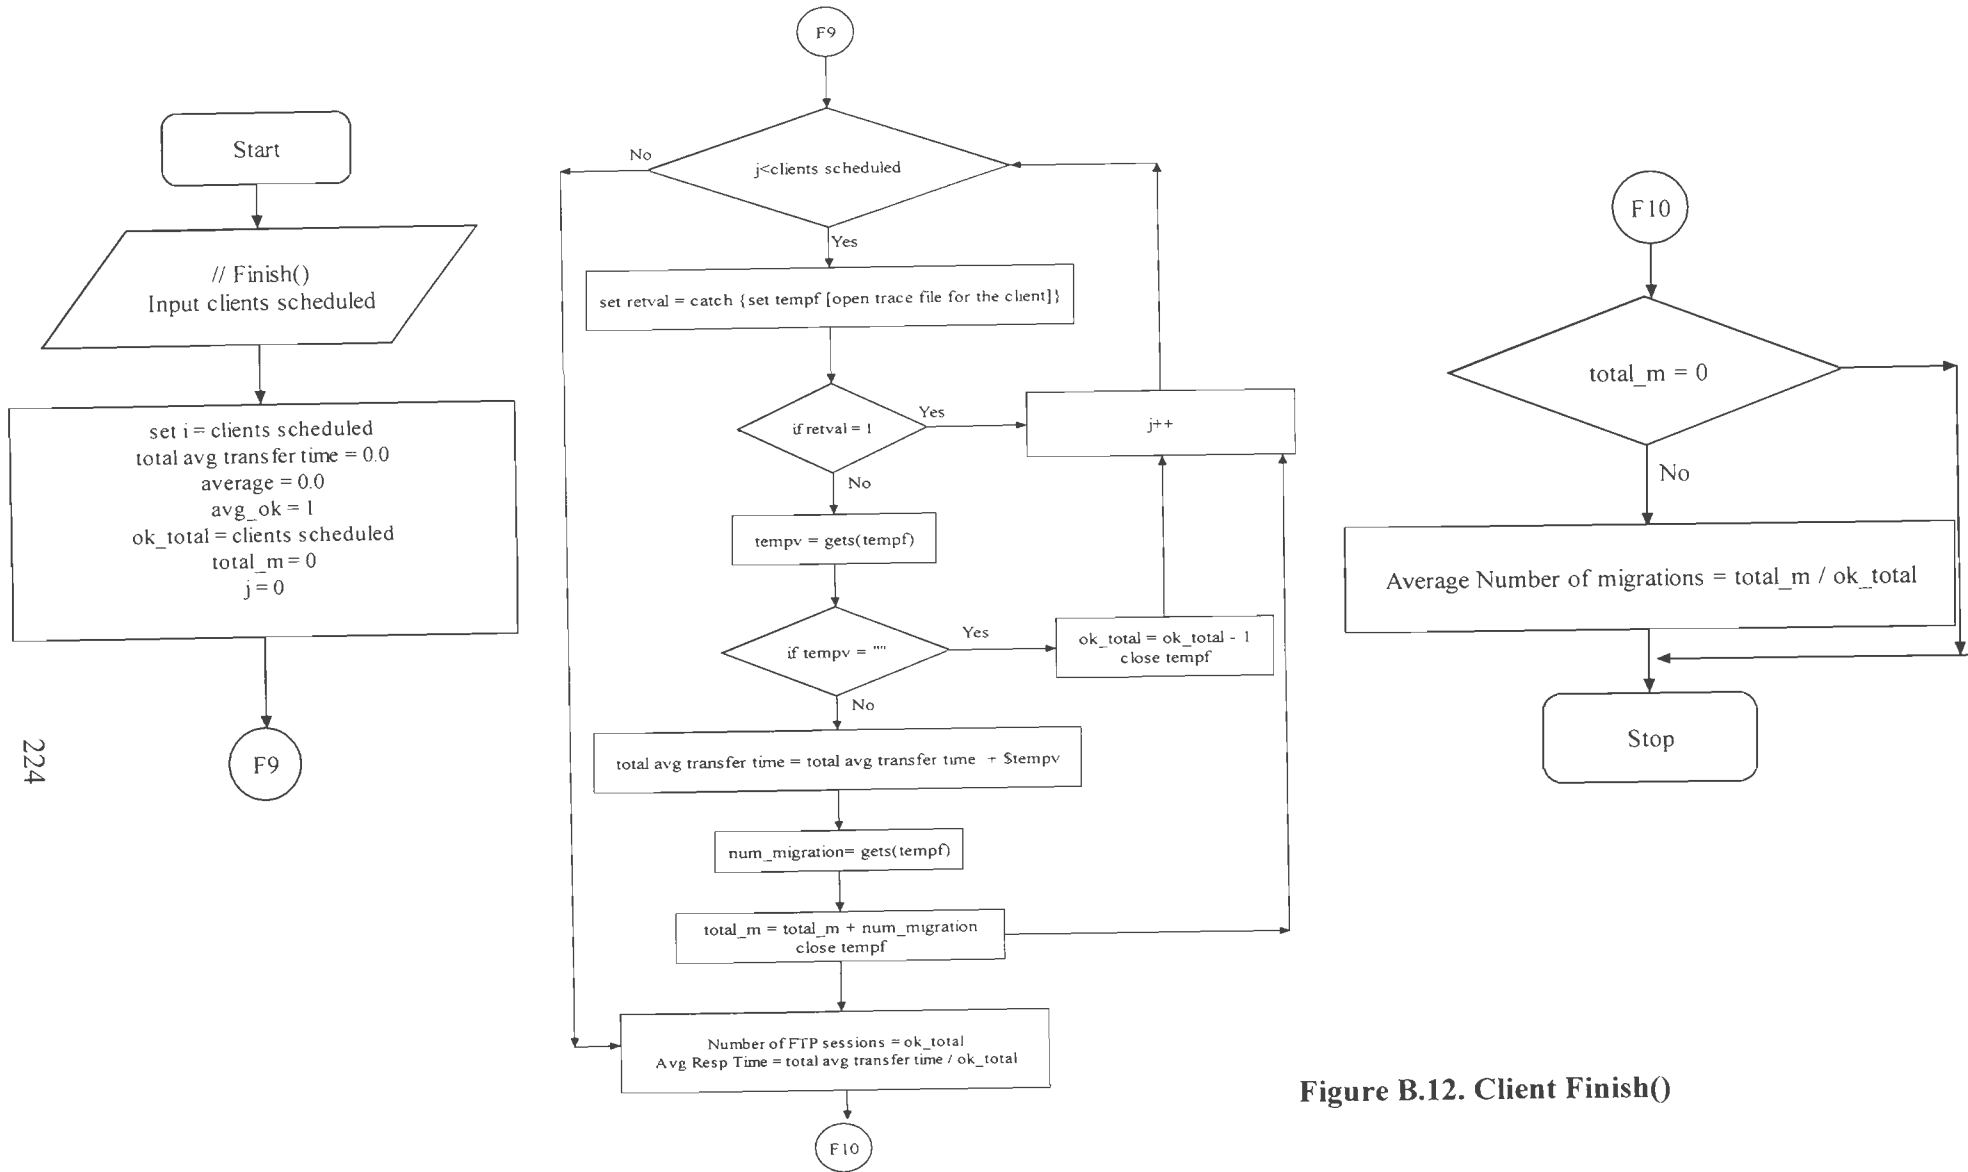 Start
// Finish()
Input clients scheduled
set i = clients scheduled
total avg transfer time = 0.0
average = 0.0
avg_ok = 1
ok_total = clients scheduled
total_m = 0
j = 0
F9
224
F9
j<clients scheduled
No
Yes
set retval = catch {set tempf [open trace file for the client]}
if retval = 1
Yes
j++
No
tempv = gets(tempf)
if tempv = ""
Yes
ok_total = ok_total - 1
close tempf
No
total avg transfer time = total avg transfer time + $tempv
num_migration= gets(tempf)
total_m = total_m + num_migration
close tempf
Number of FTP sessions = ok_total
Avg Resp Time = total avg transfer time / ok_total
F10
F10
total_m = 0
No
Average Number of migrations = total_m / ok_total
Stop
Figure B.12. Client Finish()